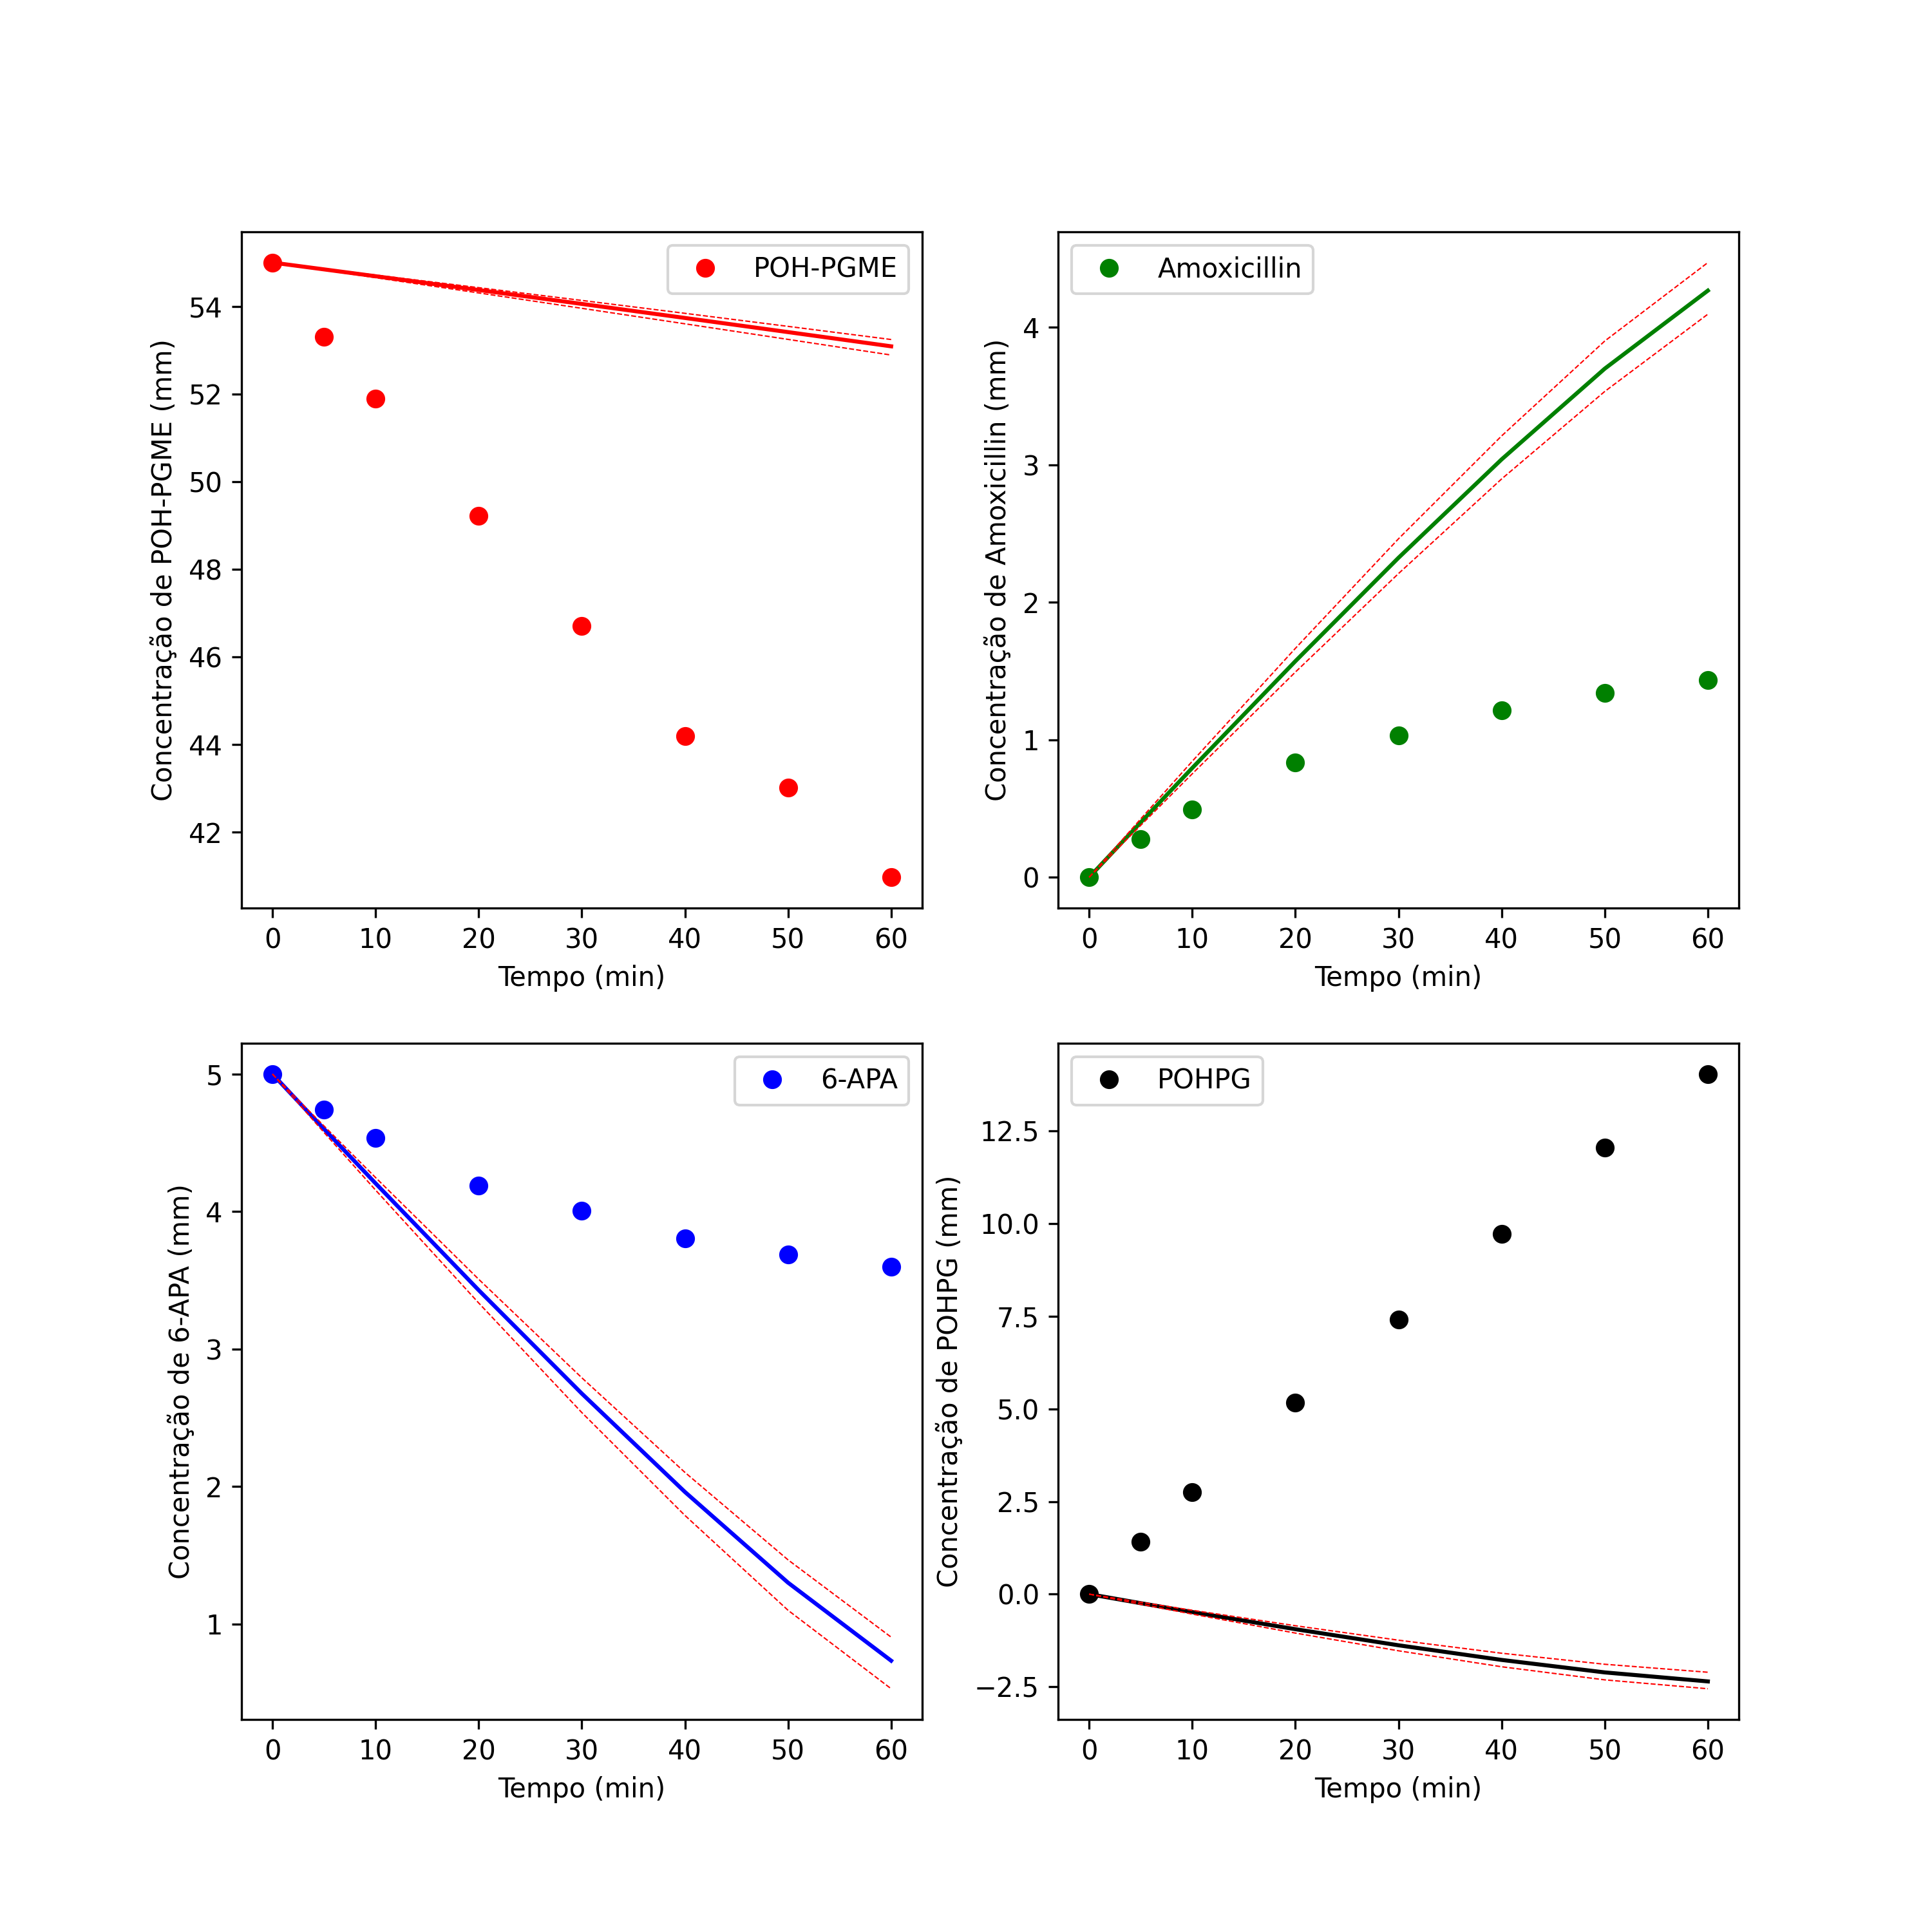 POH-PGME
Concentração de POH-PGME (mm)
54
52
50
48
46
44
42
0 10 20 30 40 50 60
Tempo (min)
Amoxicillin
Concentração de Amoxicillin (mm)
4
3
2
1
0
0 10 20 30 40 50 60
Tempo (min)
6-APA
Concentração de 6-APA (mm)
5
4
3
2
1
0 10 20 30 40 50 60
Tempo (min)
POHPG
Concentração de POHPG (mm)
12.5
10.0
7.5
5.0
2.5
0.0
−2.5
0 10 20 30 40 50 60
Tempo (min)